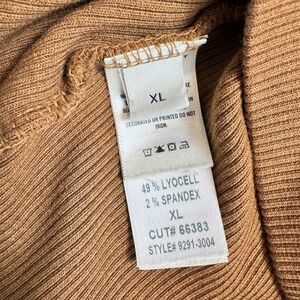 XL
DECORATED OR PRINTED DO NOT
IRON.
49 % LYOCELL
2 % SPANDEX
XL
CUT# 66383
STYLE# 9291-3004